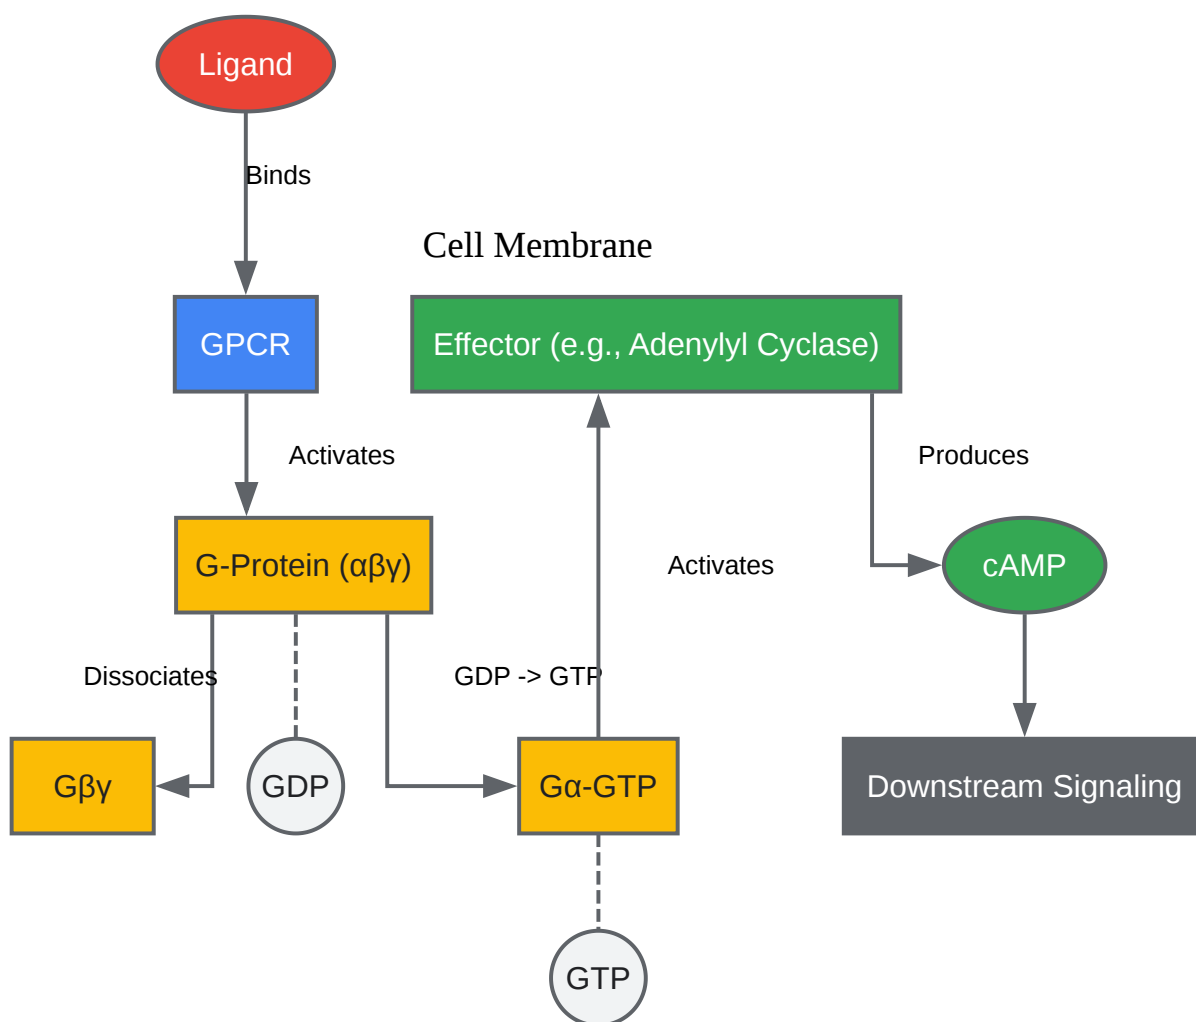 Ligand
Binds
Cell Membrane
GPCR
Effector (e.g., Adenylyl Cyclase)
Activates
Produces
G-Protein (αβγ)
Activates
cAMP
Dissociates
GDP -> GTP
Gβγ
GDP
Gα-GTP
Downstream Signaling
GTP